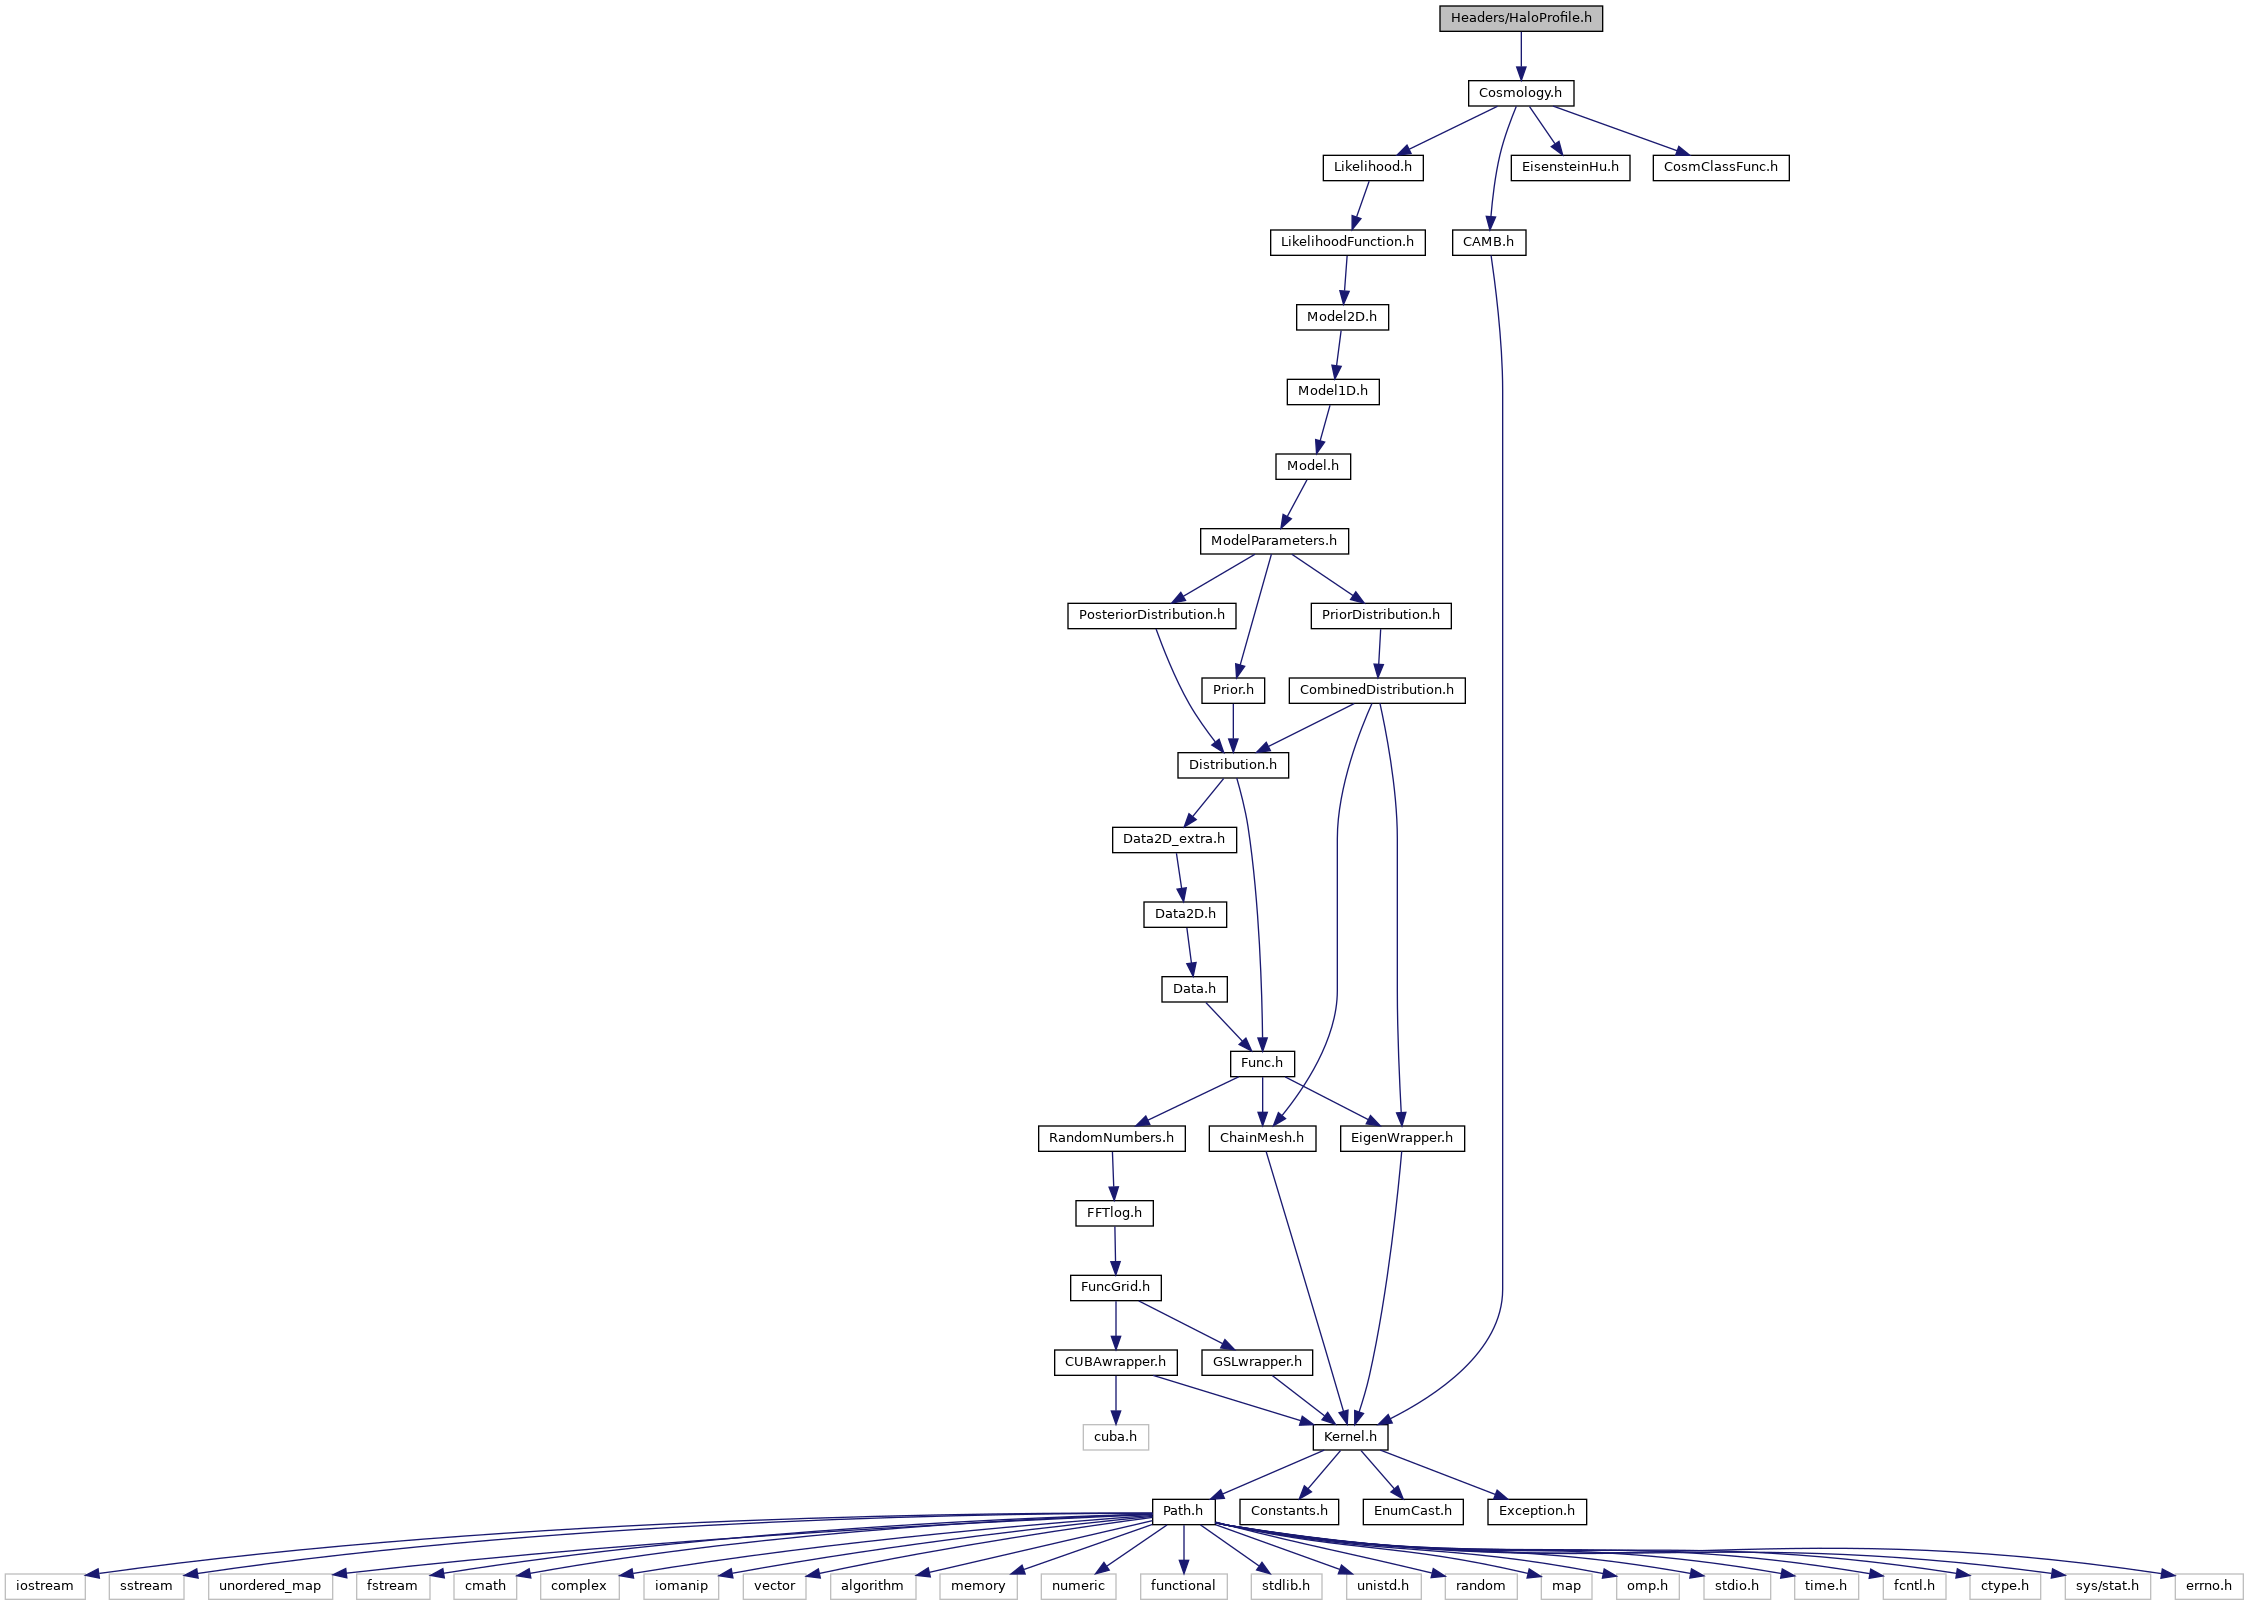 Headers/HaloProfile.h
Cosmology.h
Likelihood.h
EisensteinHu.h
CosmClassFunc.h
LikelihoodFunction.h
CAMB.h
Model2D.h
Model1D.h
Model.h
ModelParameters.h
PosteriorDistribution.h
PriorDistribution.h
Prior.h
CombinedDistribution.h
Distribution.h
Data2D_extra.h
Data2D.h
Data.h
Func.h
RandomNumbers.h
ChainMesh.h
EigenWrapper.h
FFTlog.h
FuncGrid.h
CUBAwrapper.h
GSLwrapper.h
cuba.h
Kernel.h
Path.h
Constants.h
EnumCast.h
Exception.h
iostream
sstream
unordered_map
fstream
cmath
complex
iomanip
vector
algorithm
memory
numeric
functional
stdlib.h
unistd.h
random
map
omp.h
stdio.h
time.h
fcntl.h
ctype.h
sys/stat.h
errno.h